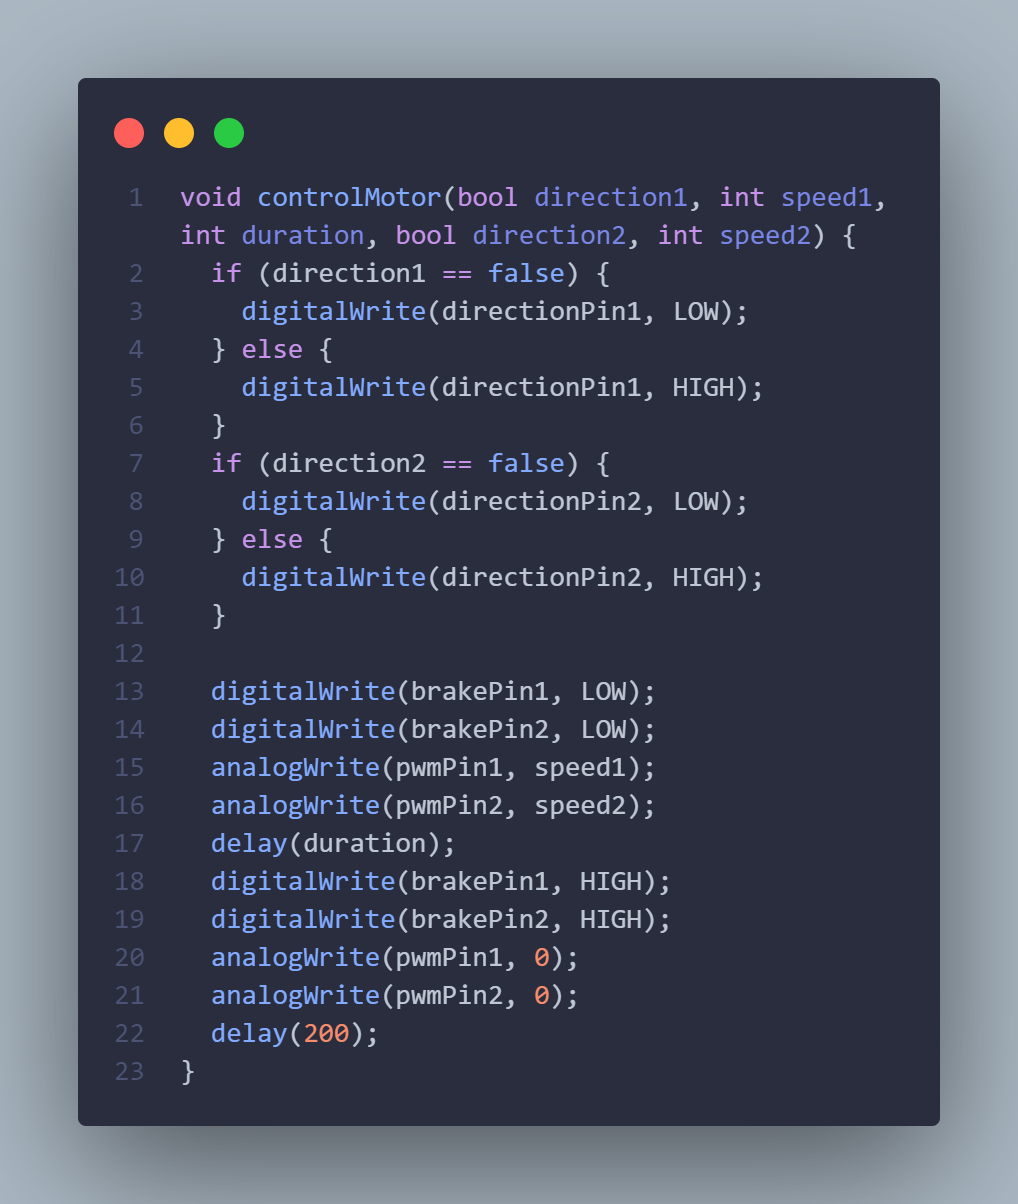 1 void controlMotor(bool direction1, int speed1,
int duration, bool direction2, int speed2) {
2   if (direction1 == false) {
3     digitalWrite(directionPin1, LOW);
4   } else {
5     digitalWrite(directionPin1, HIGH);
6   }
7   if (direction2 == false) {
8     digitalWrite(directionPin2, LOW);
9   } else {
10     digitalWrite(directionPin2, HIGH);
11   }
12
13   digitalWrite(brakePin1, LOW);
14   digitalWrite(brakePin2, LOW);
15   analogWrite(pwmPin1, speed1);
16   analogWrite(pwmPin2, speed2);
17   delay(duration);
18   digitalWrite(brakePin1, HIGH);
19   digitalWrite(brakePin2, HIGH);
20   analogWrite(pwmPin1, 0);
21   analogWrite(pwmPin2, 0);
22   delay(200);
23 }